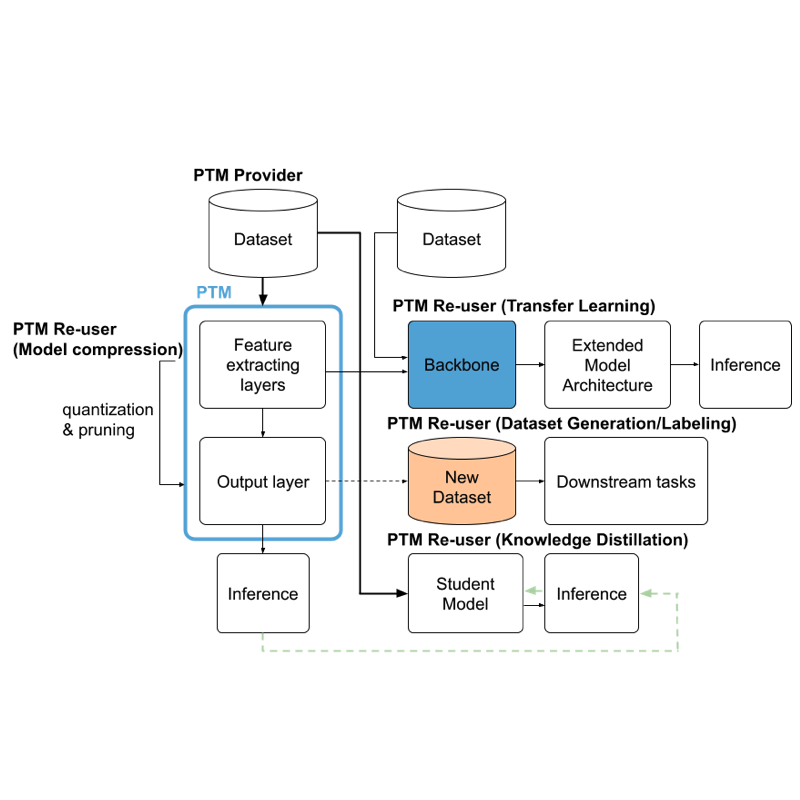 PTM Provider
Dataset
Dataset
PTM
PTM Re-user (Transfer Learning)
PTM Re-user
(Model compression)
Feature
extracting
layers
Backbone
Extended
Model
Architecture
Inference
quantization
& pruning
PTM Re-user (Dataset Generation/Labeling)
Output layer
New
Dataset
Downstream tasks
PTM Re-user (Knowledge Distillation)
Inference
Student
Model
Inference